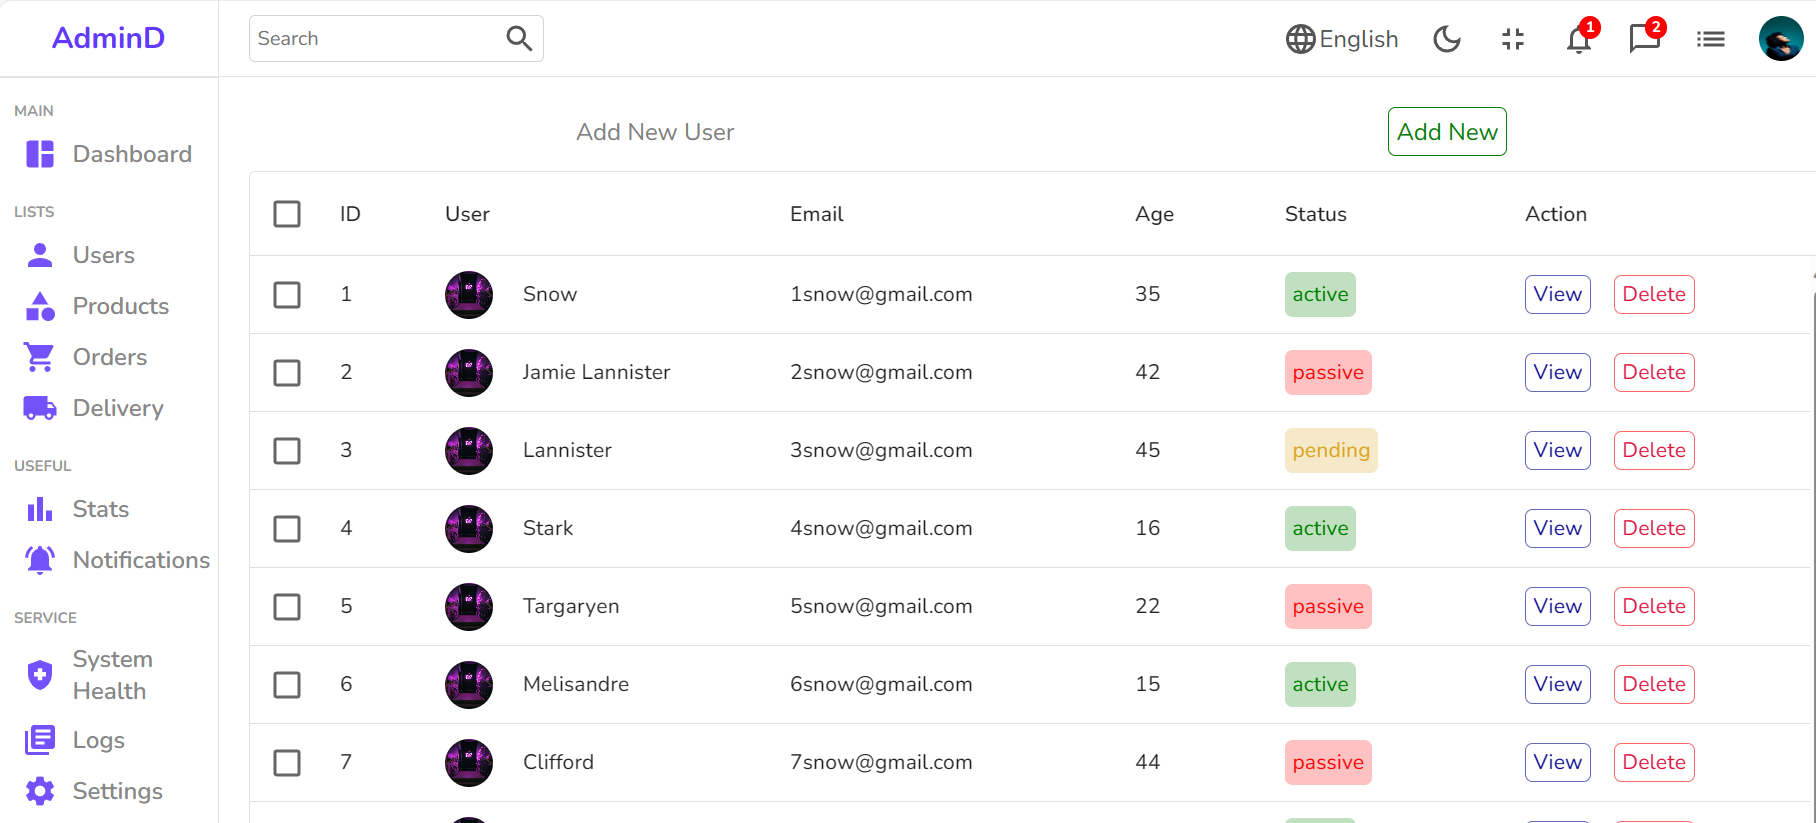 AdminD
Search
English
1
2
MAIN
Dashboard
LISTS
Users
Products
Orders
Delivery
USEFUL
Stats
Notifications
SERVICE
System
Health
Logs
Settings
Add New User
Add New
ID User Email Age Status Action
1 Snow 1snow@gmail.com 35 active View Delete
2 Jamie Lannister 2snow@gmail.com 42 passive View Delete
3 Lannister 3snow@gmail.com 45 pending View Delete
4 Stark 4snow@gmail.com 16 active View Delete
5 Targaryen 5snow@gmail.com 22 passive View Delete
6 Melisandre 6snow@gmail.com 15 active View Delete
7 Clifford 7snow@gmail.com 44 passive View Delete